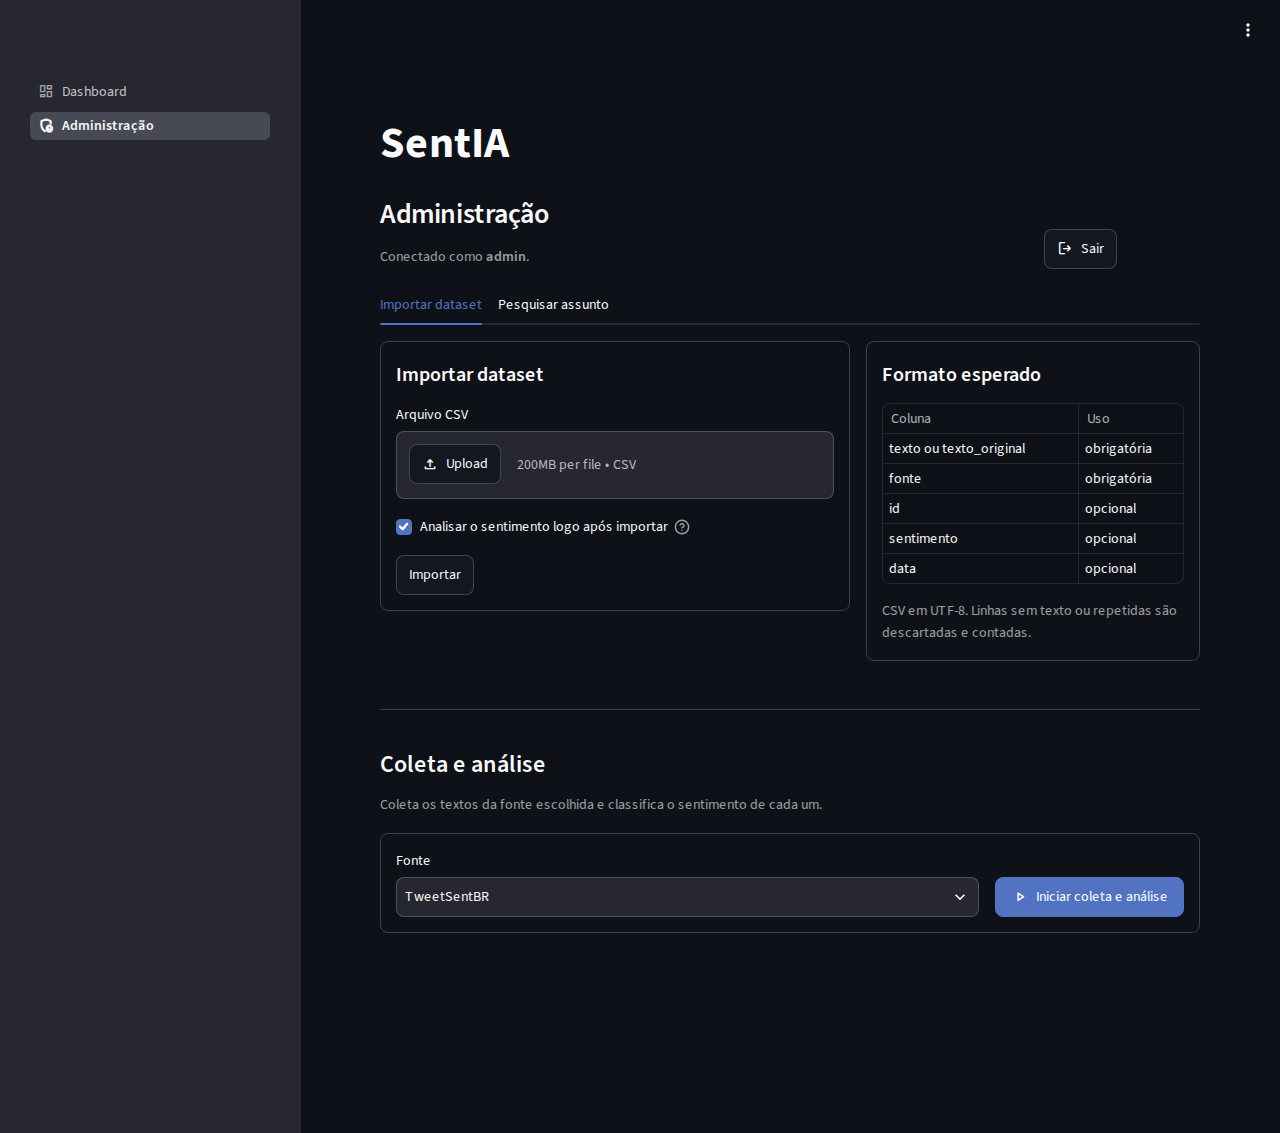 Dashboard
Administração
SentIA
Administração
Conectado como admin.
Sair
Importar dataset
Pesquisar assunto
Importar dataset
Arquivo CSV
Upload
200MB per file • CSV
Analisar o sentimento logo após importar
Importar
Formato esperado
Coluna Uso
texto ou texto_original obrigatória
fonte obrigatória
id opcional
sentimento opcional
data opcional
CSV em UTF-8. Linhas sem texto ou repetidas são
descartadas e contadas.
Coleta e análise
Coleta os textos da fonte escolhida e classifica o sentimento de cada um.
Fonte
TweetSentBR
Iniciar coleta e análise